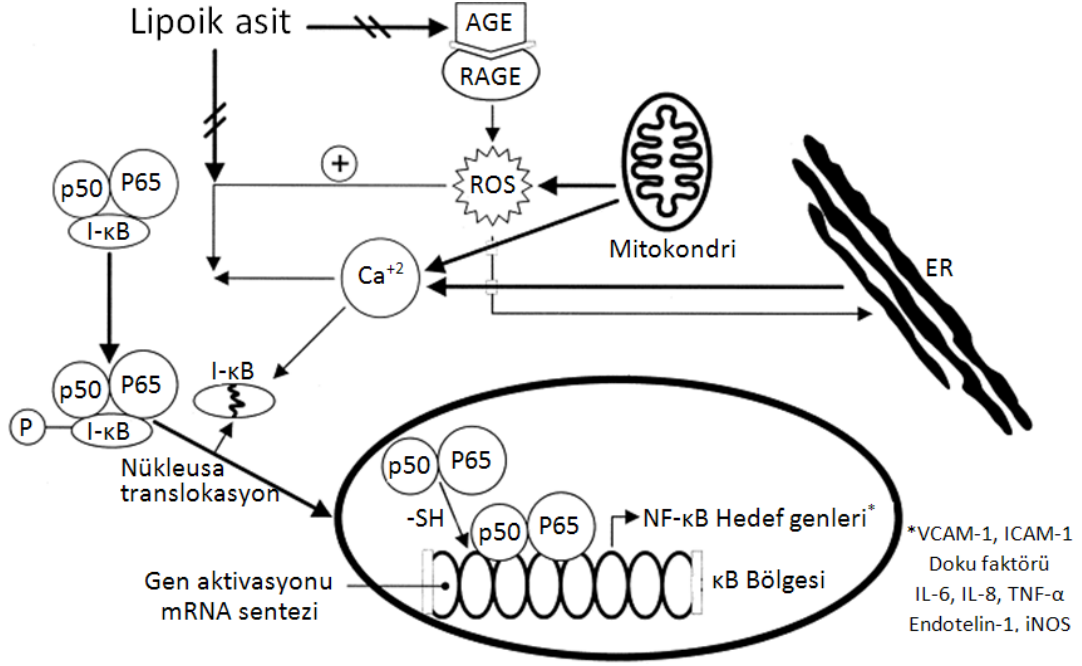 Lipoik asit
AGE
RAGE
ROS
+
Mitokondri
ER
Ca+2
p50
P65
I-κB
p50
P65
I-κB
P
I-κB
Nükleusa
translokasyon
p50
P65
-SH
p50
P65
NF-κB Hedef genleri*
κB Bölgesi
Gen aktivasyonu
mRNA sentezi
*VCAM-1, ICAM-1
Doku faktörü
IL-6, IL-8, TNF-α
Endotelin-1, iNOS